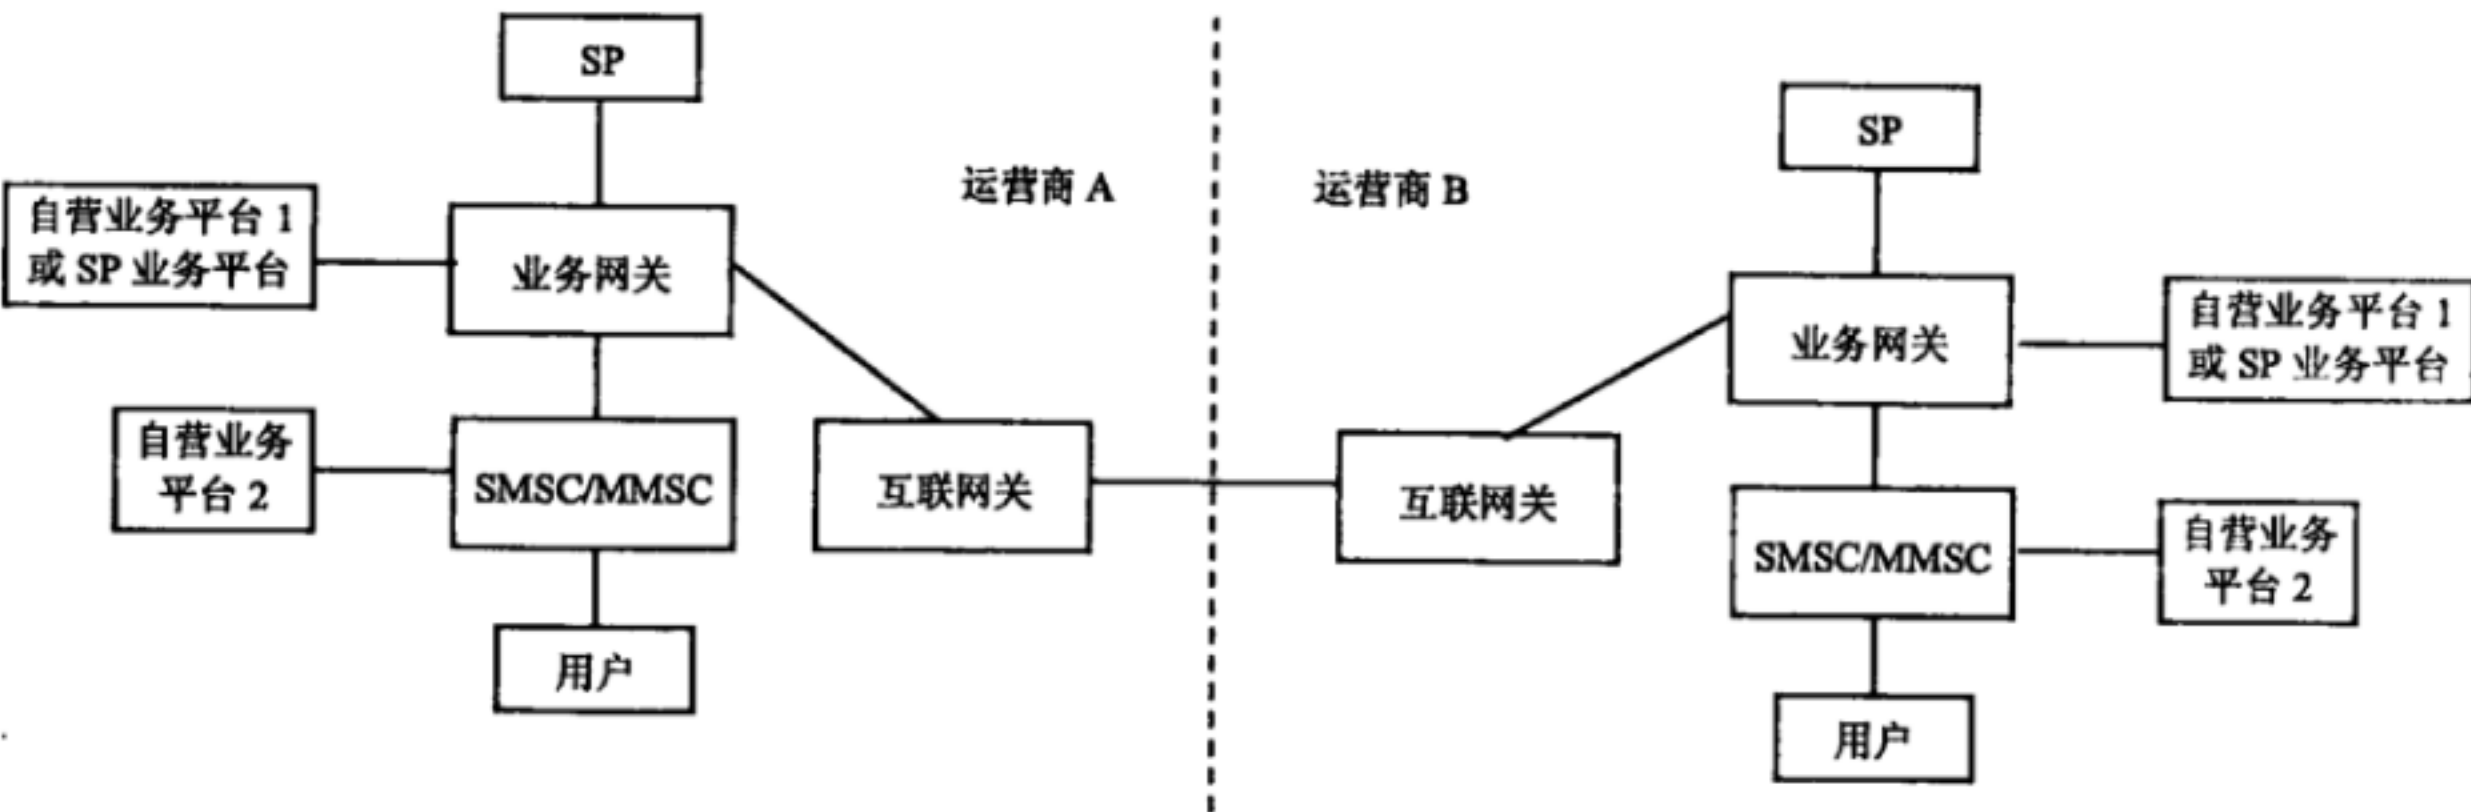 SP
自营业务平台 1
或 SP 业务平台
业务网关
自营业务
平台 2
SMSC/MMSC
用户
互联网关
运营商 A
运营商 B
互联网关
SP
业务网关
自营业务平台 1
或 SP 业务平台
SMSC/MMSC
自营业务
平台 2
用户